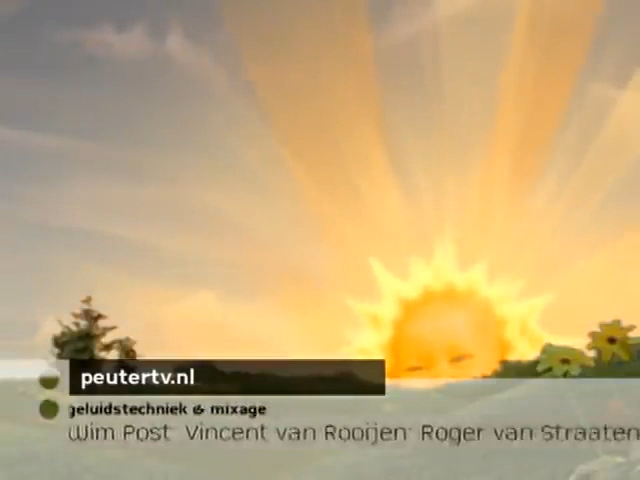 peutertv.nl
geluidstechniek & mixage
Wim Post Vincent van Rooijen Roger van Straaten